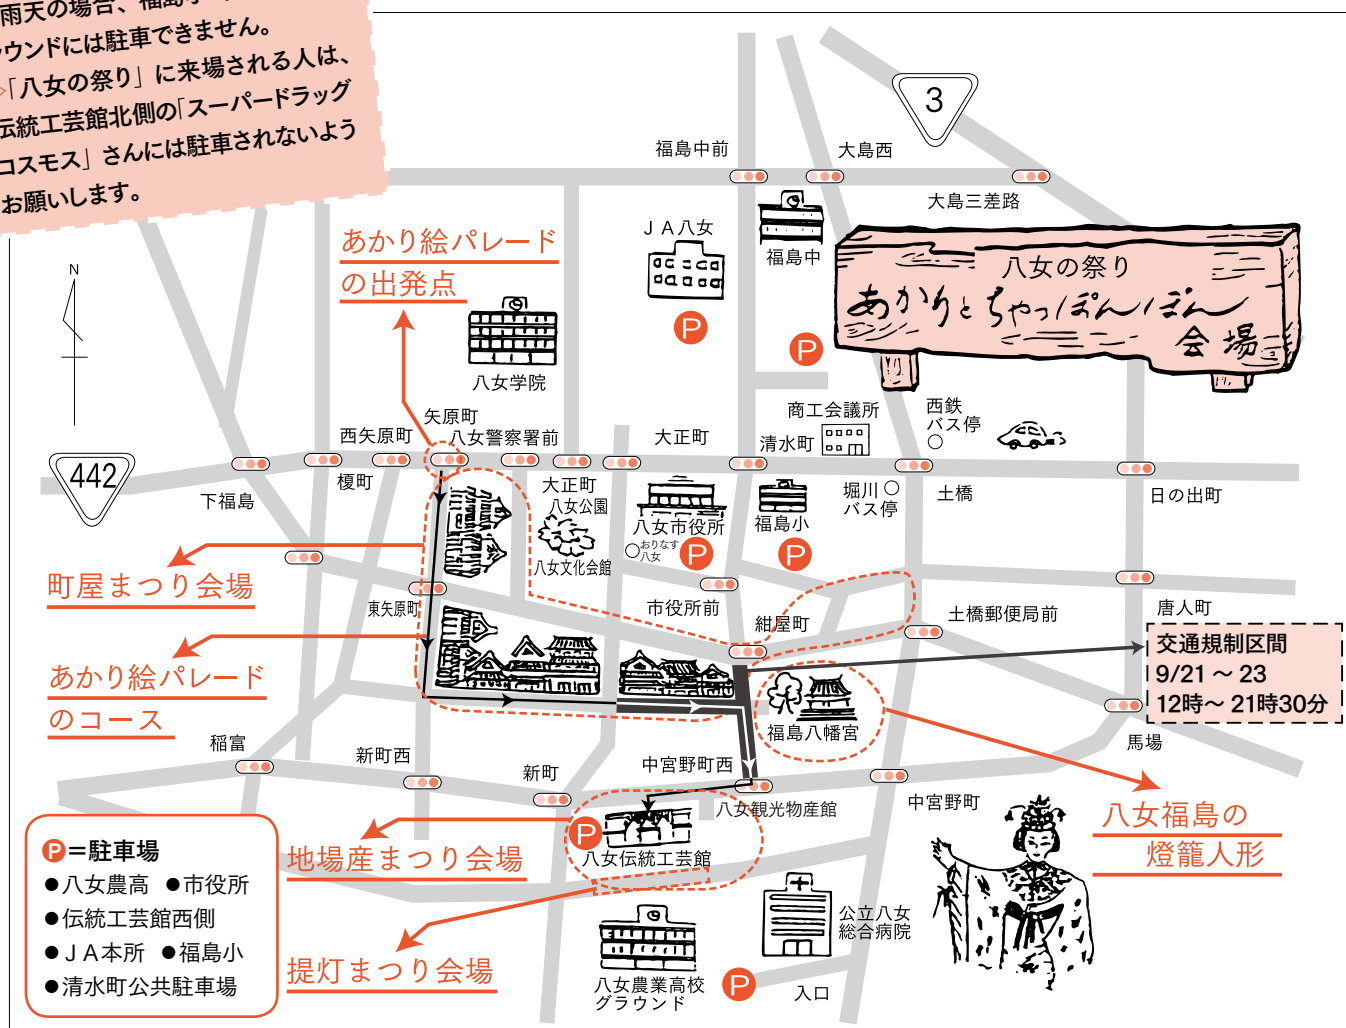 雨天の場合、福島小
ラウンドには駐車できません。
「八女の祭り」に来場される人は、
伝統工芸館北側の「スーパードラッグ
コスモス」さんには駐車されないよう
お願いします。
3
福島中前
大島西
大島三差路
あかり絵パレード
の出発点
JA八女
福島中
八女の祭り
あかりとちゃっぽんぽん
会場
N
P
P
八女学院
商工会議所
西鉄
バス停
矢原町
西矢原町
八女警察署前
大正町
清水町
442
下福島
榎町
大正町
八女公園
八女市役所
福島小
堀川
バス停
土橋
日の出町
おりなす
八女
P
P
八女文化会館
町屋まつり会場
東矢原町
市役所前
紺屋町
土橋郵便局前
唐人町
交通規制区間
9/21～23
12時～21時30分
あかり絵パレード
のコース
福島八幡宮
馬場
稲富
新町西
新町
中宮野町西
八女観光物産館
中宮野町
八女福島の
燈籠人形
P
八女伝統工芸館
地場産まつり会場
P＝駐車場
●八女農高 ●市役所
●伝統工芸館西側
●JA本所 ●福島小
●清水町公共駐車場
公立八女
総合病院
提灯まつり会場
八女農業高校
グラウンド
P
入口